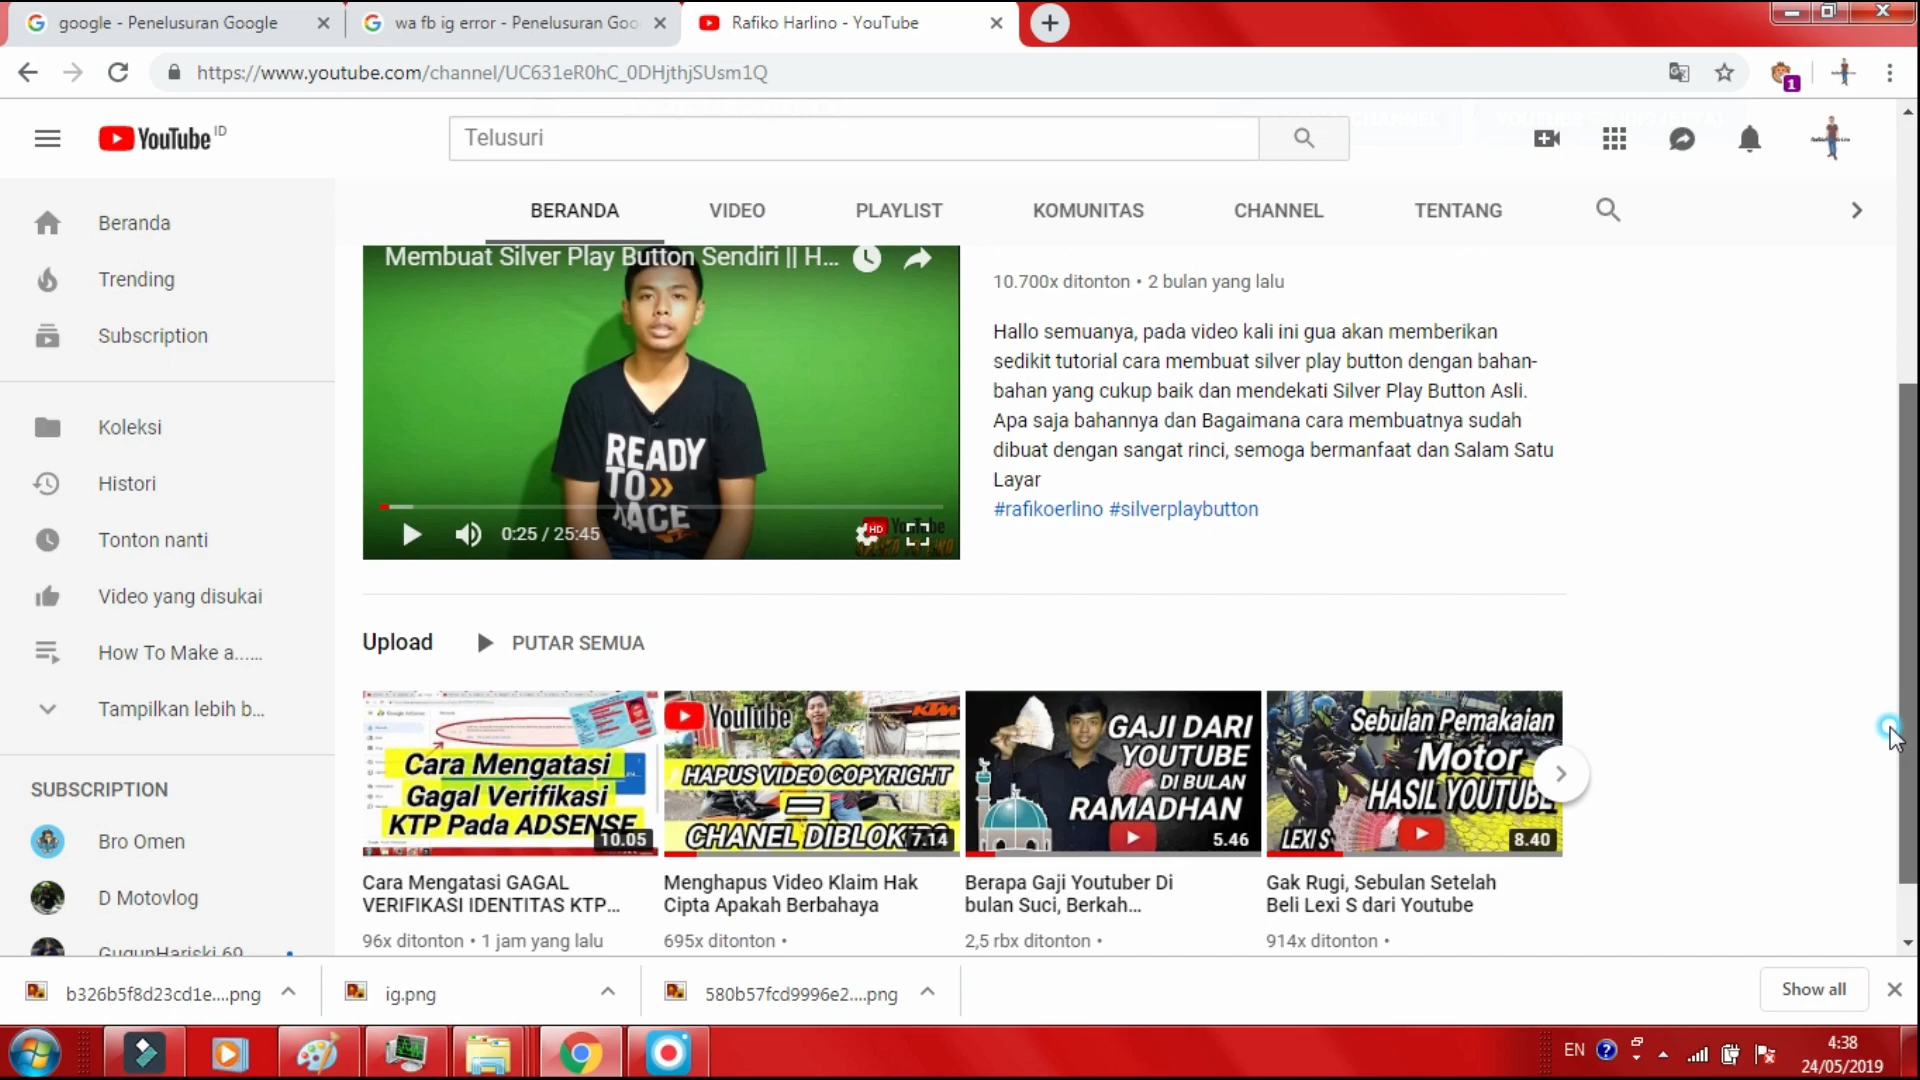 google - Penelusuran Google
wa fb ig error - Penelusuran Goo
Rafiko Harlino - YouTube
https://www.youtube.com/channel/UC631eR0hC_0DHjthjSUsm1Q
1
YouTube ID
Telusuri
BERANDA
VIDEO
PLAYLIST
KOMUNITAS
CHANNEL
TENTANG
Beranda
Trending
Subscription
Koleksi
Histori
Tonton nanti
Video yang disukai
How To Make a......
Tampilkan lebih b...
SUBSCRIPTION
Bro Omen
D Motovlog
GugunHariski 69
Membuat Silver Play Button Sendiri || H...
READY
TO
RACE
0:25 / 25:45
HD
10.700x ditonton • 2 bulan yang lalu
Hallo semuanya, pada video kali ini gua akan memberikan
sedikit tutorial cara membuat silver play button dengan bahan-
bahan yang cukup baik dan mendekati Silver Play Button Asli.
Apa saja bahannya dan Bagaimana cara membuatnya sudah
dibuat dengan sangat rinci, semoga bermanfaat dan Salam Satu
Layar
#rafikoerlino #silverplaybutton
Upload
PUTAR SEMUA
Cara Mengatasi
Gagal Verifikasi
KTP Pada ADSENSE
10.05
Cara Mengatasi GAGAL
VERIFIKASI IDENTITAS KTP...
96x ditonton • 1 jam yang lalu
YouTube
KTM
HAPUS VIDEO COPYRIGHT
=
CHANEL DIBLOKIR
7.14
Menghapus Video Klaim Hak
Cipta Apakah Berbahaya
695x ditonton •
GAJI DARI
YOUTUBE
DI BULAN
RAMADHAN
5.46
Berapa Gaji Youtuber Di
bulan Suci, Berkah...
2,5 rbx ditonton •
Sebulan Pemakaian
Motor
HASIL YOUTUBE
LEXI S
8.40
Gak Rugi, Sebulan Setelah
Beli Lexi S dari Youtube
914x ditonton •
b326b5f8d23cd1e....png
ig.png
580b57fcd9996e2....png
Show all
EN
4:38
24/05/2019